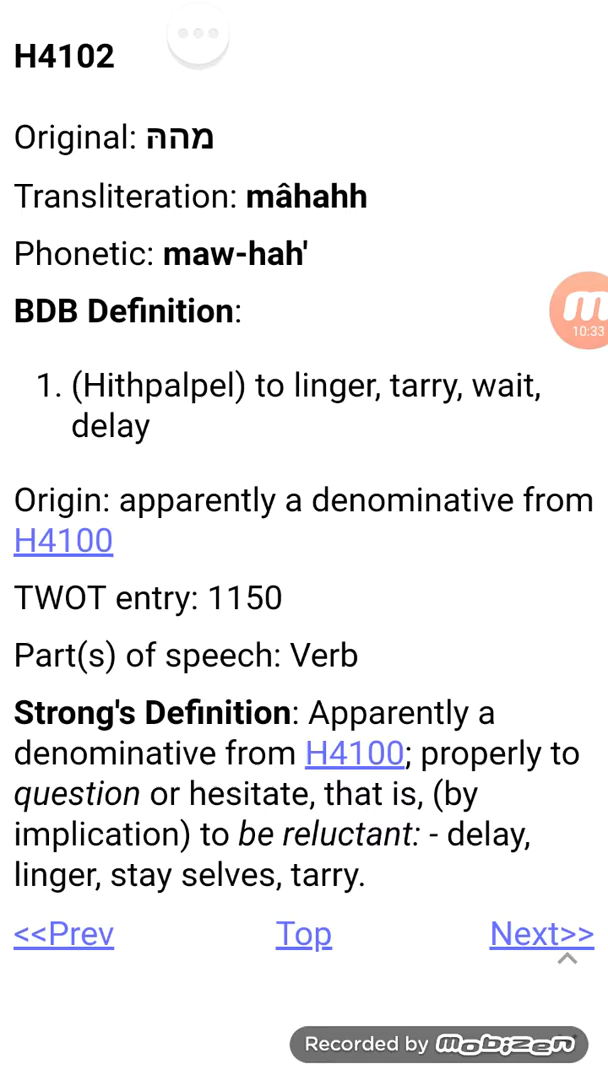 H4102
Original: מההּ
Transliteration: mâhahh
Phonetic: maw-hah'
BDB Definition:
1. (Hithpalpel) to linger, tarry, wait,
delay
Origin: apparently a denominative from
H4100
TWOT entry: 1150
Part(s) of speech: Verb
Strong's Definition: Apparently a
denominative from H4100; properly to
question or hesitate, that is, (by
implication) to be reluctant: - delay,
linger, stay selves, tarry.
<<Prev Top Next>>
m
10:33
Recorded by Mobizen